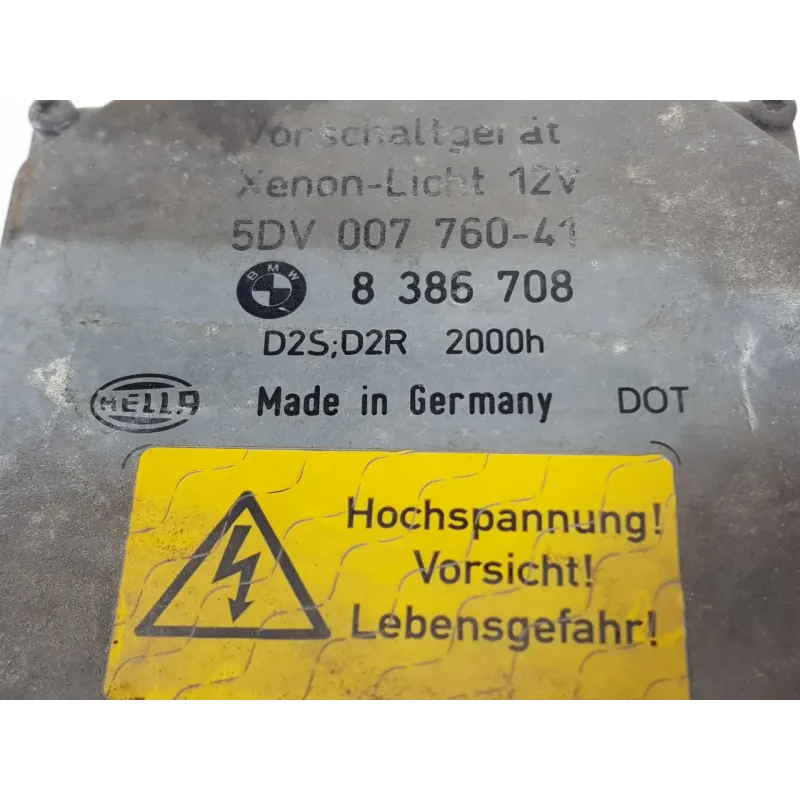 Vorschaltgerät
Xenon-Licht 12V
5DV 007 760-41
BMW 8 386 708
D2S;D2R 2000h
HELLA Made in Germany DOT
Hochspannung!
Vorsicht!
Lebensgefahr!